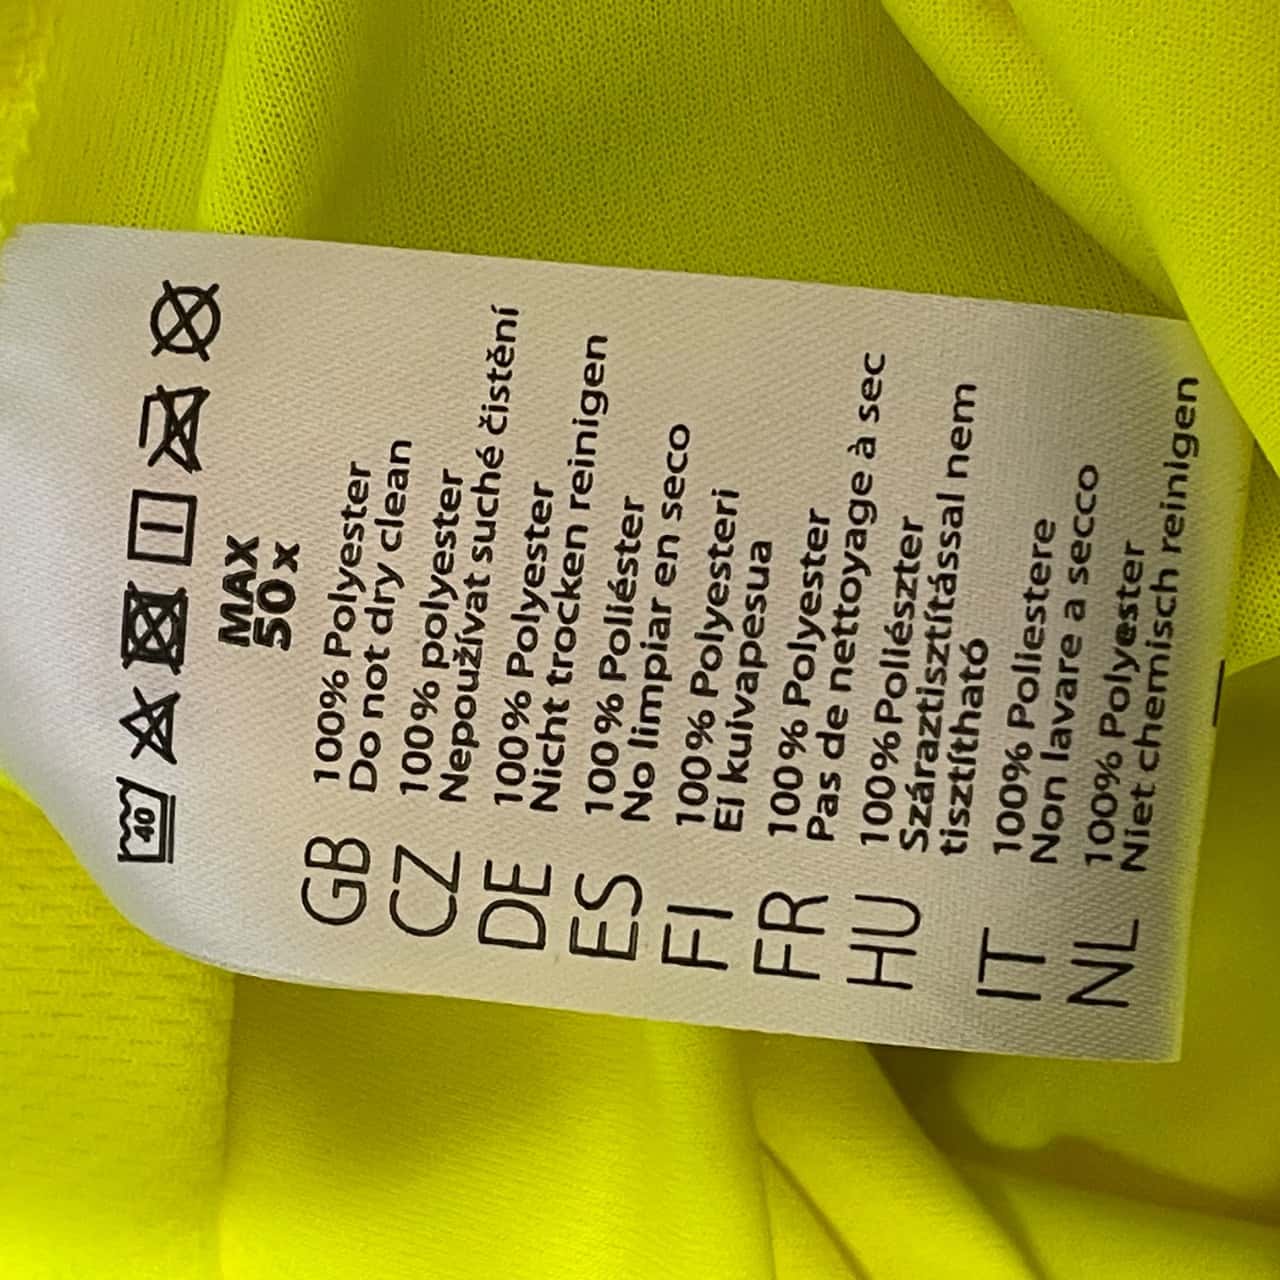 40
MAX
50x
GB 100% Polyester
Do not dry clean
CZ 100% polyester
Nepoužívat suché čistění
DE 100% Polyester
Nicht trocken reinigen
ES 100% Poliéster
No limpiar en seco
FI 100% Polyesteri
Ei kuivapesua
FR 100% Polyester
Pas de nettoyage à sec
HU 100% Poliészter
Száraztisztítással nem
tisztítható
IT 100% Poliestere
Non lavare a secco
NL 100% Polyester
Niet chemisch reinigen